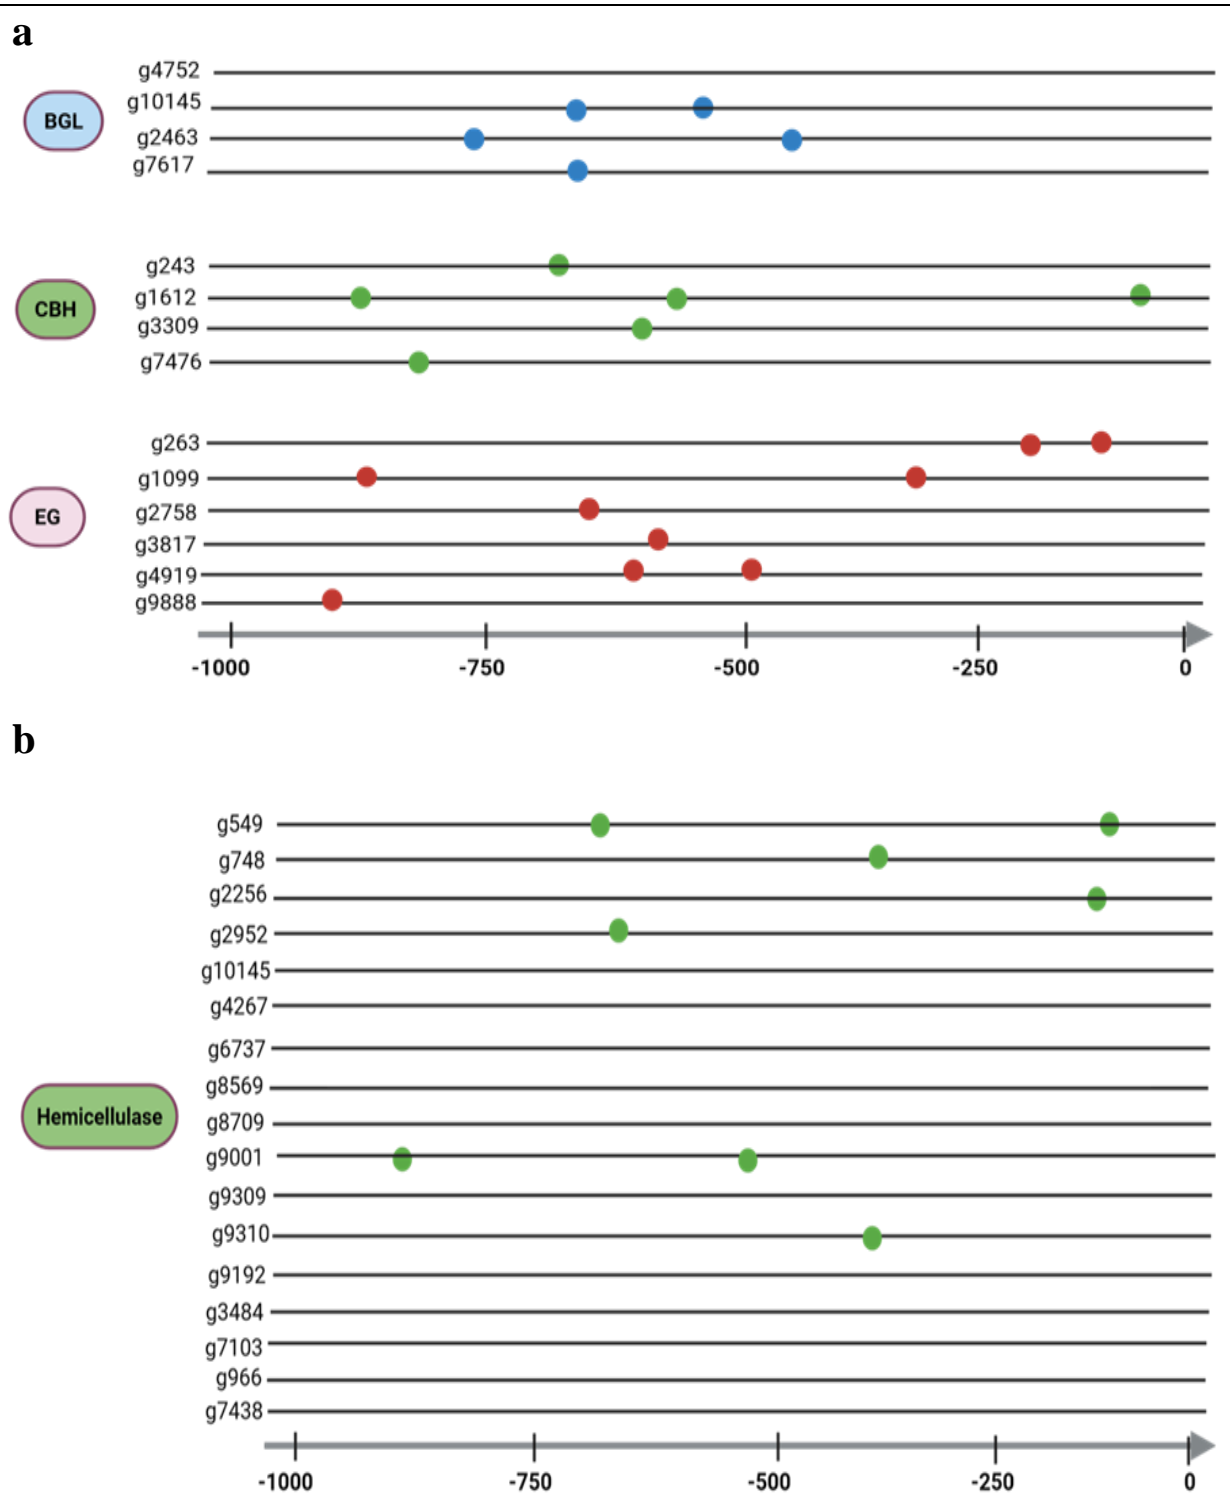 a
g4752
g10145
BGL
g2463
g7617
g243
g1612
CBH
g3309
g7476
g263
g1099
g2758
EG
g3817
g4919
g9888
-1000 -750 -500 -250 0
b
g549
g748
g2256
g2952
g10145
g4267
g6737
g8569
Hemicellulase
g8709
g9001
g9309
g9310
g9192
g3484
g7103
g966
g7438
-1000 -750 -500 -250 0